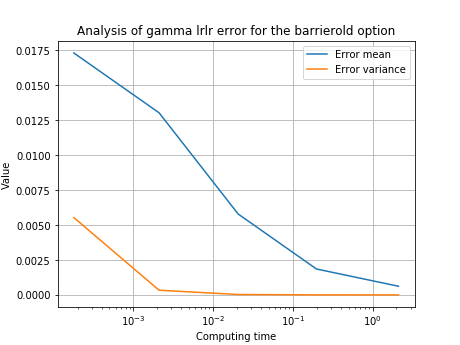 Analysis of gamma lrlr error for the barrierold option
Error mean
Error variance
0.0175
0.0150
0.0125
0.0100
0.0075
0.0050
0.0025
0.0000
Value
10⁻³
10⁻²
10⁻¹
10⁰
Computing time